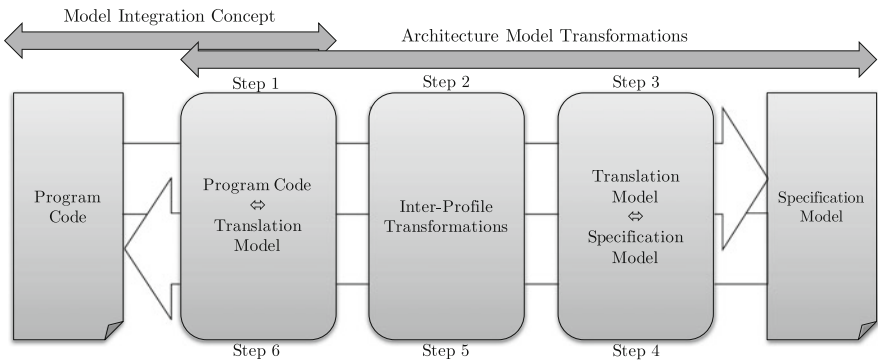 Model Integration Concept
Architecture Model Transformations
Step 1
Step 2
Step 3
Program
Code
Program Code
⇔
Translation
Model
Inter-Profile
Transformations
Translation
Model
⇔
Specification
Model
Specification
Model
Step 6
Step 5
Step 4